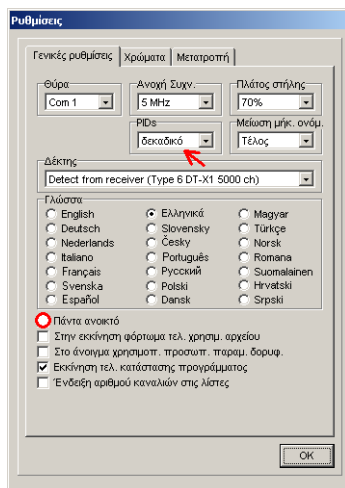 Ρυθμίσεις
Γενικές ρυθμίσεις Χρώματα Μετατροπή
Θύρα Ανοχή Συχν. Πλάτος στήλης
Com 1 5 MHz 70%
PIDs Μείωση μήκ. ονόμ.
δεκαδικό Τέλος
Δέκτης
Detect from receiver (Type 6 DT-X1 5000 ch)
Γλώσσα
English Ελληνικά Magyar
Deutsch Slovensky Türkçe
Nederlands Česky Norsk
Italiano Português Romana
Français Русский Suomalainen
Svenska Polski Hrvatski
Español Dansk Srpski
Πάντα ανοικτό
Στην εκκίνηση φόρτωμα τελ. χρησιμ. αρχείου
Στο άνοιγμα χρησιμοπ. προσωπ. παραμ. δορυφ.
Εκκίνηση τελ. κατάστασης προγράμματος
Ένδειξη αριθμού καναλιών στις λίστες
OK